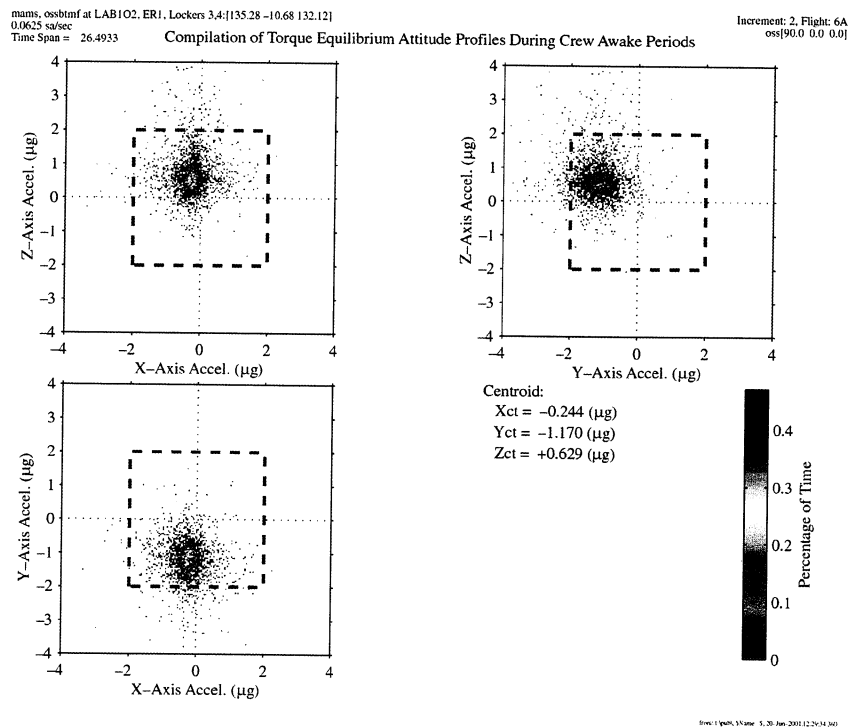 mams, ossbtmf at LAB1O2, ER1, Lockers 3,4:[135.28 −10.68 132.12]
0.0625 sa/sec
Time Span = 26.4933
Increment: 2, Flight: 6A
oss[90.0 0.0 0.0]
Compilation of Torque Equilibrium Attitude Profiles During Crew Awake Periods
4
3
2
1
0
−1
−2
−3
−4
Z−Axis Accel. (µg)
−4 −2 0 2 4
X−Axis Accel. (µg)
4
3
2
1
0
−1
−2
−3
−4
Z−Axis Accel. (µg)
−4 −2 0 2 4
Y−Axis Accel. (µg)
4
3
2
1
0
−1
−2
−3
−4
Y−Axis Accel. (µg)
−4 −2 0 2 4
X−Axis Accel. (µg)
Centroid:
Xct = −0.244 (µg)
Yct = −1.170 (µg)
Zct = +0.629 (µg)
0.4
0.3
0.2
0.1
0
Percentage of Time